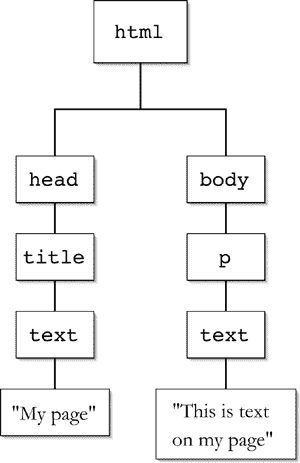 html
head
body
title
p
text
text
"My page"
"This is text
on my page"